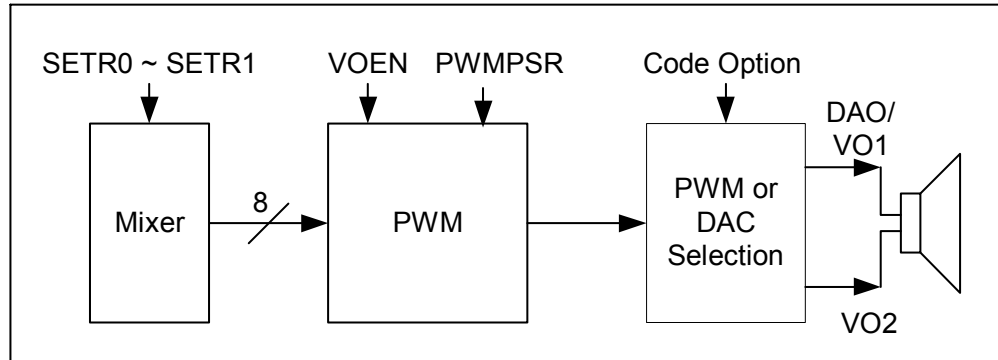 SETR0 ~ SETR1
VOEN
PWMPSR
Code Option
DAO/
VO1
Mixer
8
PWM
PWM or
DAC
Selection
VO2